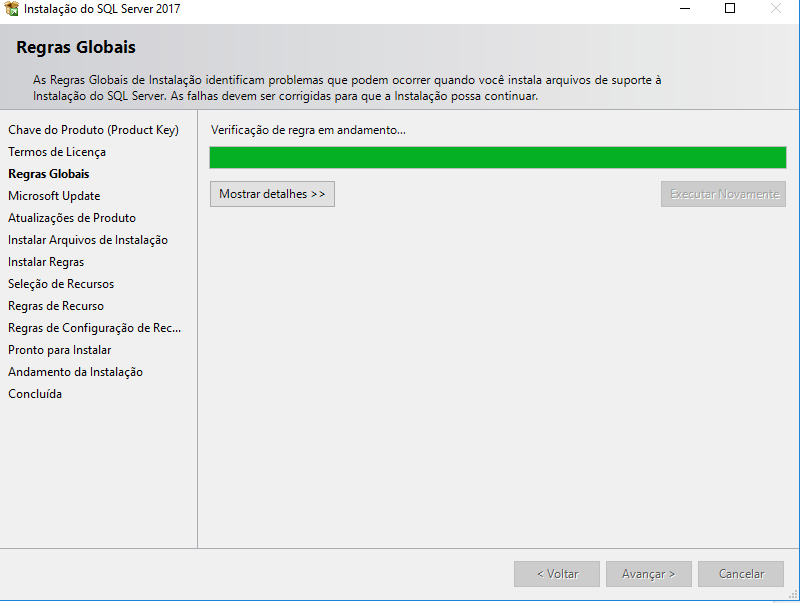 Instalação do SQL Server 2017
Regras Globais
As Regras Globais de Instalação identificam problemas que podem ocorrer quando você instala arquivos de suporte à
Instalação do SQL Server. As falhas devem ser corrigidas para que a Instalação possa continuar.
Chave do Produto (Product Key)
Termos de Licença
Regras Globais
Microsoft Update
Atualizações de Produto
Instalar Arquivos de Instalação
Instalar Regras
Seleção de Recursos
Regras de Recurso
Regras de Configuração de Rec...
Pronto para Instalar
Andamento da Instalação
Concluída
Verificação de regra em andamento...
Mostrar detalhes >>
Executar Novamente
< Voltar
Avançar >
Cancelar